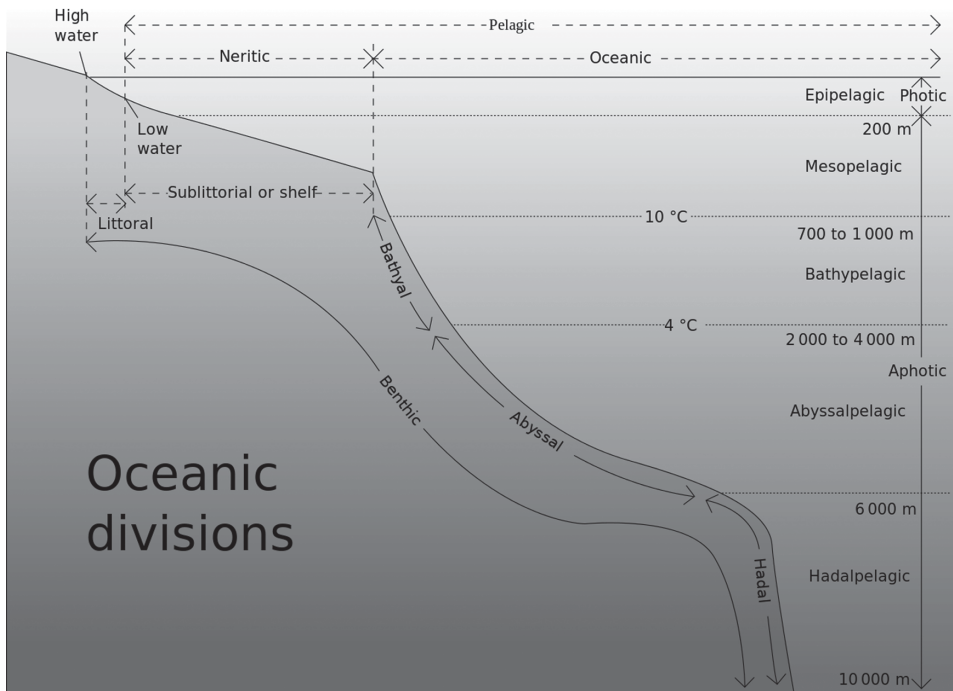 High
water
Pelagic
Neritic
Oceanic
Epipelagic
Photic
Low
water
200 m
Mesopelagic
Sublittorial or shelf
Littoral
10 °C
700 to 1 000 m
Bathyal
Bathypelagic
4 °C
2 000 to 4 000 m
Aphotic
Benthic
Abyssal
Abyssalpelagic
Oceanic
divisions
6 000 m
Hadal
Hadalpelagic
10 000 m